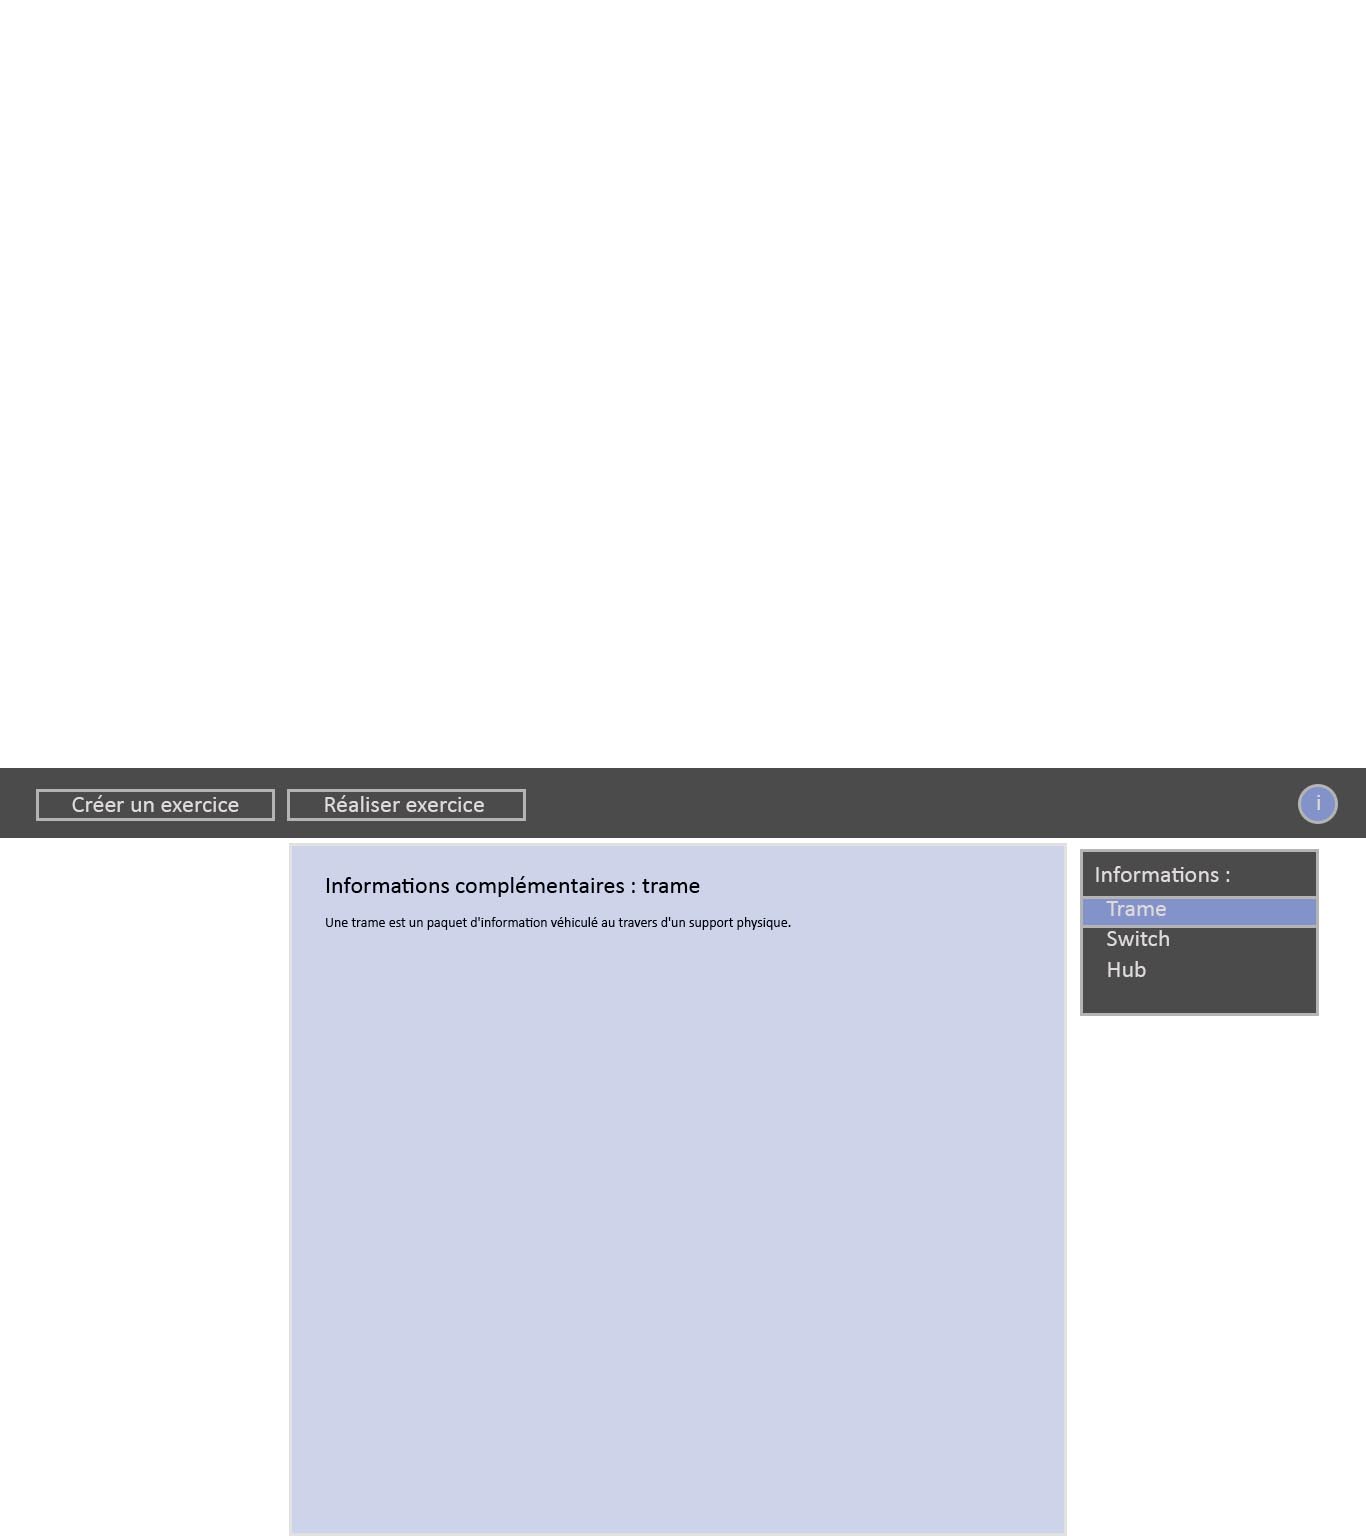 Créer un exercice
Réaliser exercice
i
Informations complémentaires : trame
Une trame est un paquet d'information véhiculé au travers d'un support physique.
Informations :
Trame
Switch
Hub